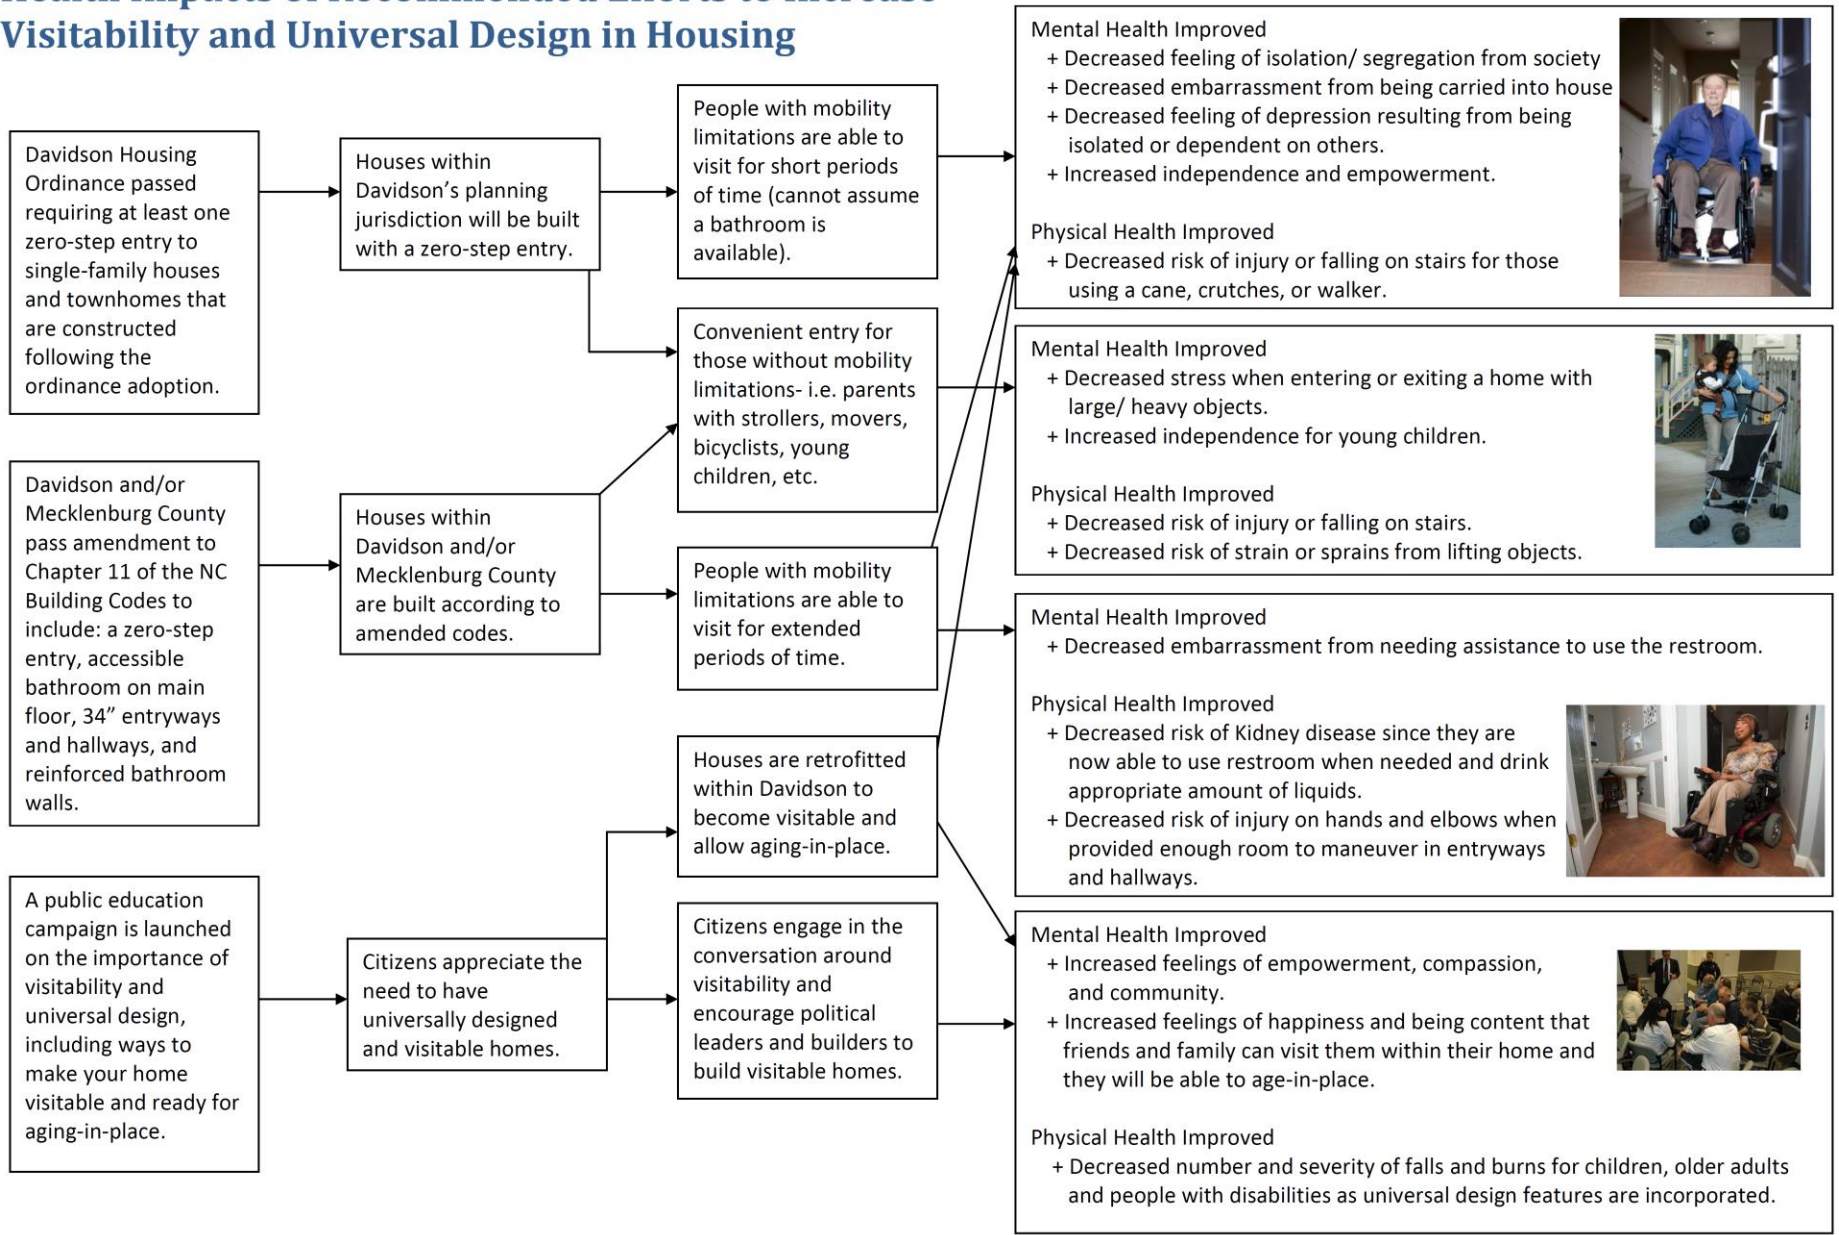 Health Impacts of Recommended Efforts to Increase
Visitability and Universal Design in Housing
Davidson Housing
Ordinance passed
requiring at least one
zero-step entry to
single-family houses
and townhomes that
are constructed
following the
ordinance adoption.
Davidson and/or
Mecklenburg County
pass amendment to
Chapter 11 of the NC
Building Codes to
include: a zero-step
entry, accessible
bathroom on main
floor, 34” entryways
and hallways, and
reinforced bathroom
walls.
A public education
campaign is launched
on the importance of
visitability and
universal design,
including ways to
make your home
visitable and ready for
aging-in-place.
Houses within
Davidson’s planning
jurisdiction will be built
with a zero-step entry.
Houses within
Davidson and/or
Mecklenburg County
are built according to
amended codes.
Citizens appreciate the
need to have
universally designed
and visitable homes.
People with mobility
limitations are able to
visit for short periods
of time (cannot assume
a bathroom is
available).
Convenient entry for
those without mobility
limitations- i.e. parents
with strollers, movers,
bicyclists, young
children, etc.
People with mobility
limitations are able to
visit for extended
periods of time.
Houses are retrofitted
within Davidson to
become visitable and
allow aging-in-place.
Citizens engage in the
conversation around
visitability and
encourage political
leaders and builders to
build visitable homes.
Mental Health Improved
+ Decreased feeling of isolation/ segregation from society
+ Decreased embarrassment from being carried into house
+ Decreased feeling of depression resulting from being
isolated or dependent on others.
+ Increased independence and empowerment.
Physical Health Improved
+ Decreased risk of injury or falling on stairs for those
using a cane, crutches, or walker.
Mental Health Improved
+ Decreased stress when entering or exiting a home with
large/ heavy objects.
+ Increased independence for young children.
Physical Health Improved
+ Decreased risk of injury or falling on stairs.
+ Decreased risk of strain or sprains from lifting objects.
Mental Health Improved
+ Decreased embarrassment from needing assistance to use the restroom.
Physical Health Improved
+ Decreased risk of Kidney disease since they are
now able to use restroom when needed and drink
appropriate amount of liquids.
+ Decreased risk of injury on hands and elbows when
provided enough room to maneuver in entryways
and hallways.
Mental Health Improved
+ Increased feelings of empowerment, compassion,
and community.
+ Increased feelings of happiness and being content that
friends and family can visit them within their home and
they will be able to age-in-place.
Physical Health Improved
+ Decreased number and severity of falls and burns for children, older adults
and people with disabilities as universal design features are incorporated.